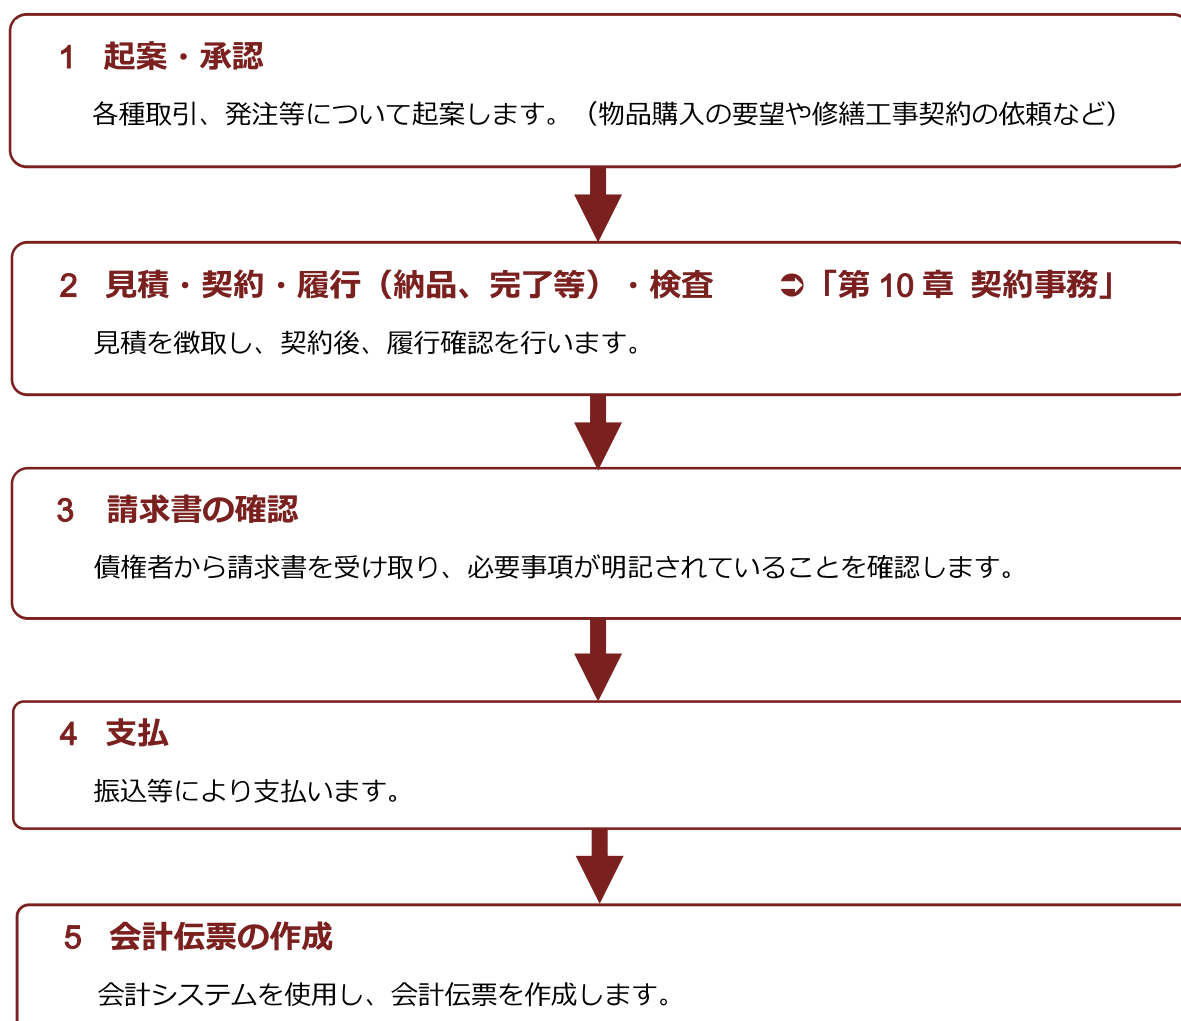 1 起案・承認
各種取引、発注等について起案します。（物品購入の要望や修繕工事契約の依頼など）
2 見積・契約・履行（納品、完了等）・検査 ➲「第 10 章 契約事務」
見積を徴取し、契約後、履行確認を行います。
3 請求書の確認
債権者から請求書を受け取り、必要事項が明記されていることを確認します。
4 支払
振込等により支払います。
5 会計伝票の作成
会計システムを使用し、会計伝票を作成します。